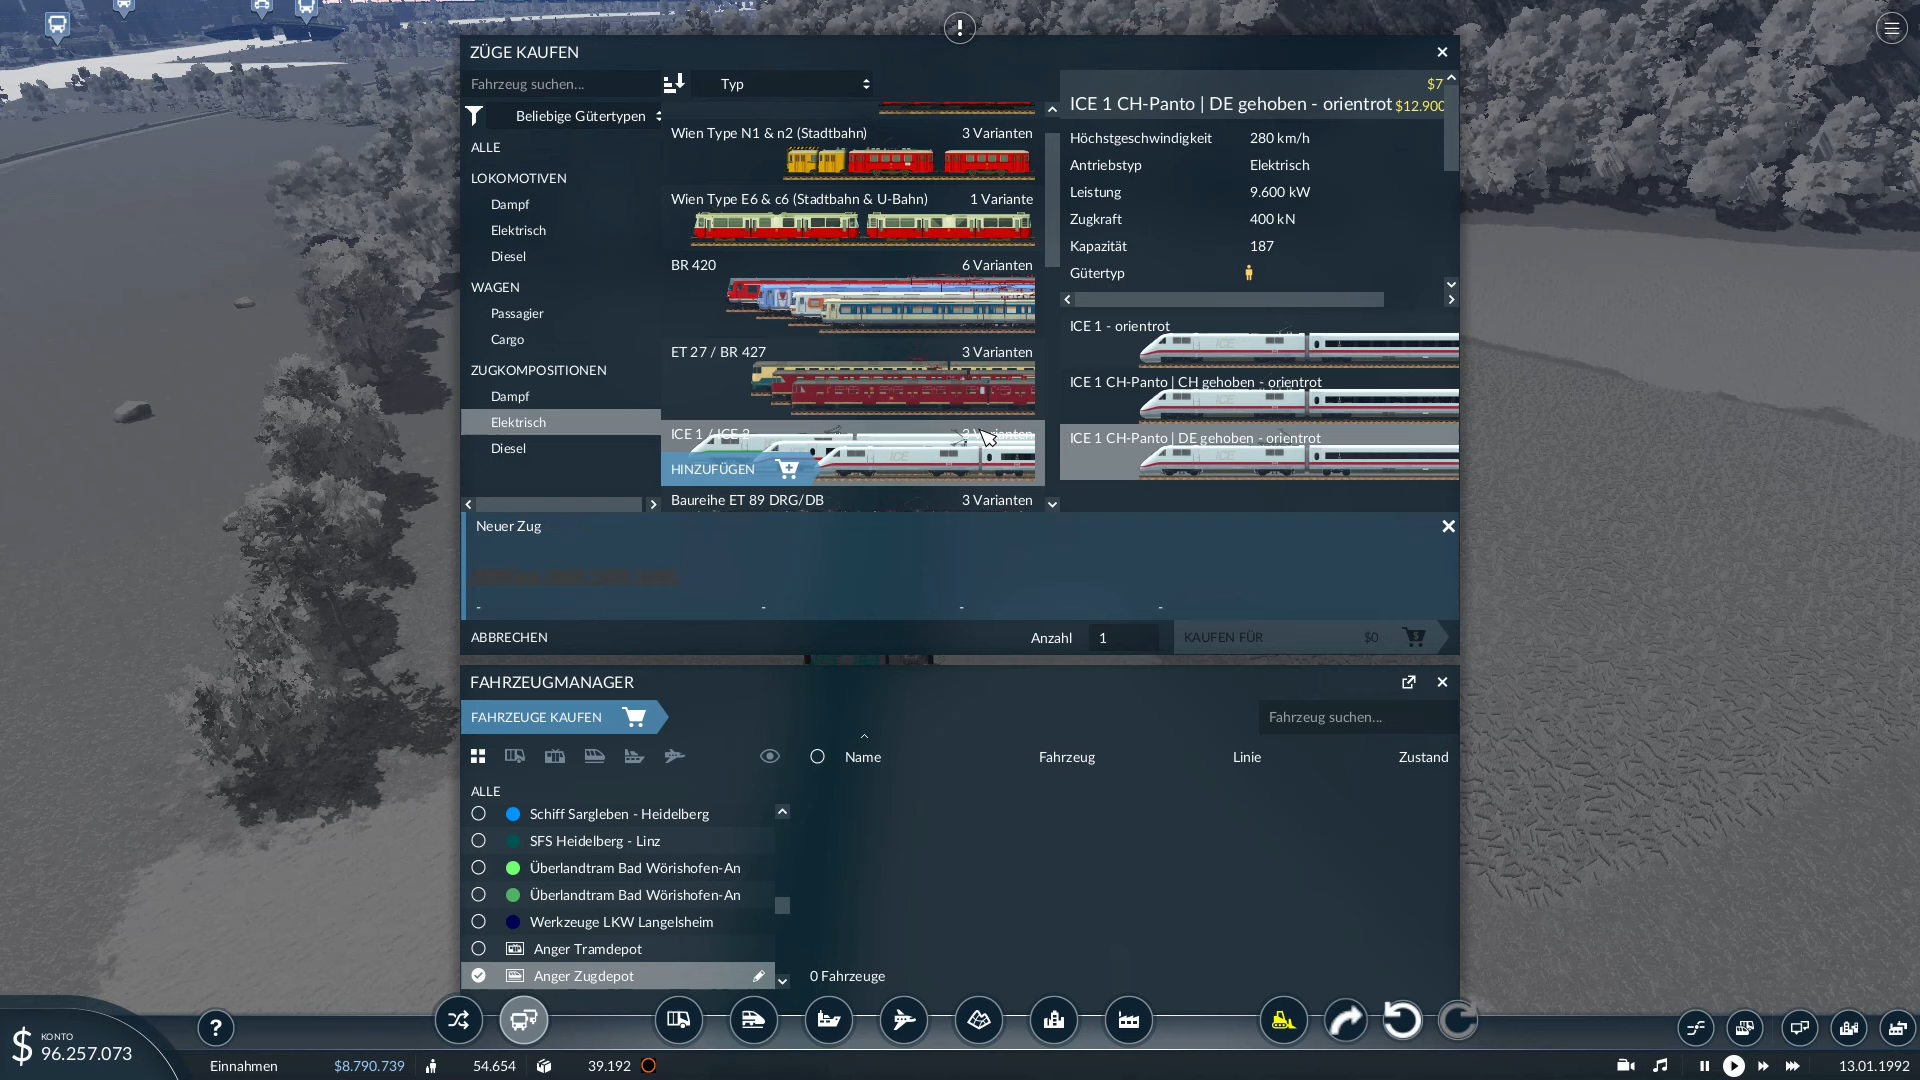 ZÜGE KAUFEN
Fahrzeug suchen...
Typ
Beliebige Gütertypen
ALLE
LOKOMOTIVEN
Dampf
Elektrisch
Diesel
WAGEN
Passagier
Cargo
ZUGKOMPOSITIONEN
Dampf
Elektrisch
Diesel
Wien Type N1 & n2 (Stadtbahn) 3 Varianten
Wien Type E6 & c6 (Stadtbahn & U-Bahn) 1 Variante
BR 420 6 Varianten
ET 27 / BR 427 3 Varianten
ICE 1 / ICE 2 3 Varianten
HINZUFÜGEN
Baureihe ET 89 DRG/DB 3 Varianten
$7
ICE 1 CH-Panto | DE gehoben - orientrot $12.900
Höchstgeschwindigkeit 280 km/h
Antriebstyp Elektrisch
Leistung 9.600 kW
Zugkraft 400 kN
Kapazität 187
Gütertyp
ICE 1 - orientrot
ICE 1 CH-Panto | CH gehoben - orientrot
ICE 1 CH-Panto | DE gehoben - orientrot
Neuer Zug
- - - -
ABBRECHEN
Anzahl 1
KAUFEN FÜR $0
FAHRZEUGMANAGER
FAHRZEUGE KAUFEN
Fahrzeug suchen...
Name Fahrzeug Linie Zustand
ALLE
Schiff Sargleben - Heidelberg
SFS Heidelberg - Linz
Überlandtram Bad Wörishofen-An
Überlandtram Bad Wörishofen-An
Werkzeuge LKW Langelsheim
Anger Tramdepot
Anger Zugdepot
0 Fahrzeuge
KONTO
$ 96.257.073
?
Einnahmen $8.790.739 54.654 39.192
13.01.1992